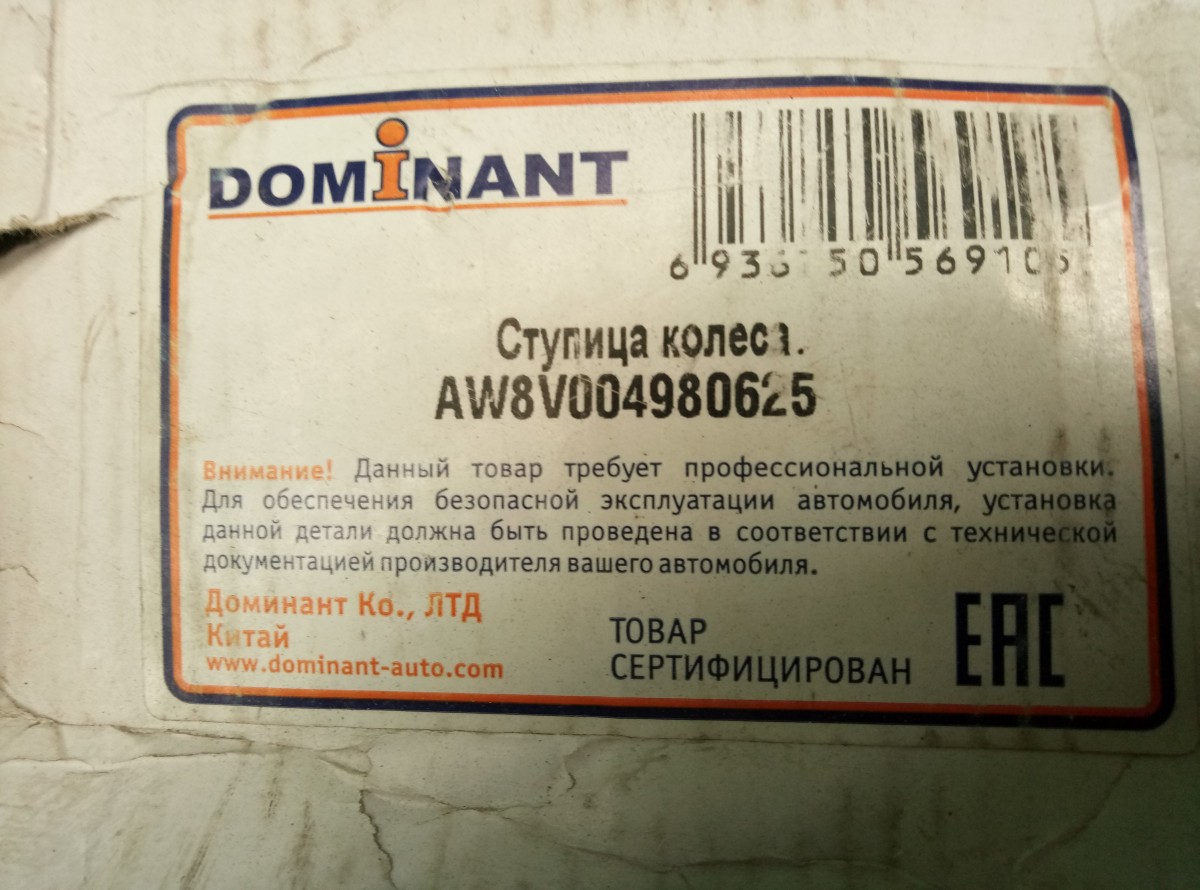 DOMiNANT
Ступица колеса.
AW8V004980625
Внимание! Данный товар требует профессиональной установки.
Для обеспечения безопасной эксплуатации автомобиля, установка
данной детали должна быть проведена в соответствии с технической
документацией производителя вашего автомобиля.
Доминант Ко., ЛТД
Китай
www.dominant-auto.com
ТОВАР
СЕРТИФИЦИРОВАН
EAC